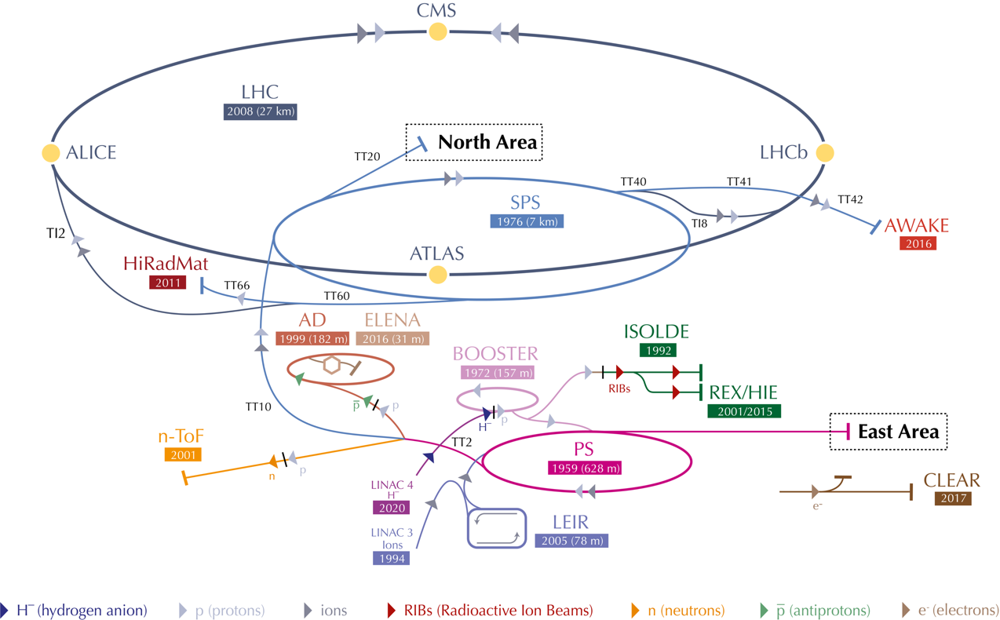 CMS
LHC
2008 (27 km)
North Area
TT20
ALICE
LHCb
TT40
TT41
SPS
TT42
1976 (7 km)
TI8
AWAKE
TI2
2016
ATLAS
HiRadMat
2011
TT66
TT60
AD
ELENA
1999 (182 m)
2016 (31 m)
ISOLDE
1992
BOOSTER
1972 (157 m)
RIBs
REX/HIE
2001/2015
p̅
p
TT10
H⁻
p
n-ToF
2001
TT2
East Area
PS
1959 (628 m)
n
p
LINAC 4
H⁻
2020
CLEAR
2017
e⁻
LEIR
2005 (78 m)
LINAC 3
Ions
1994
H⁻ (hydrogen anion)
p (protons)
ions
RIBs (Radioactive Ion Beams)
n (neutrons)
p̅ (antiprotons)
e⁻ (electrons)